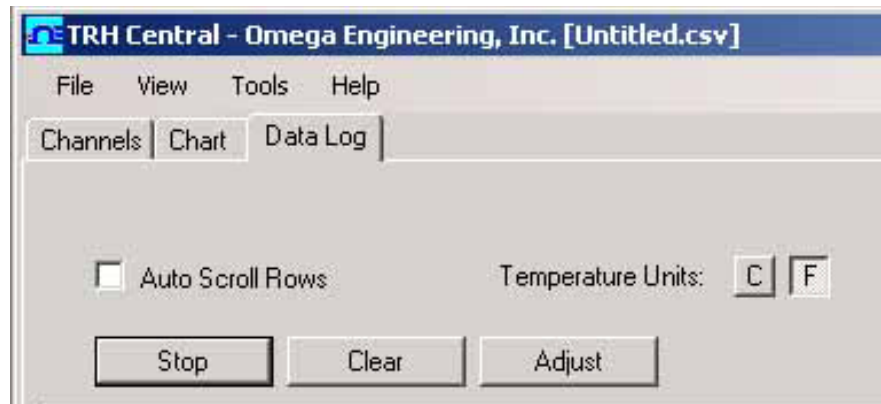 TRH Central - Omega Engineering, Inc. [Untitled.csv]
File View Tools Help
Channels Chart Data Log
Auto Scroll Rows Temperature Units: C F
Stop Clear Adjust